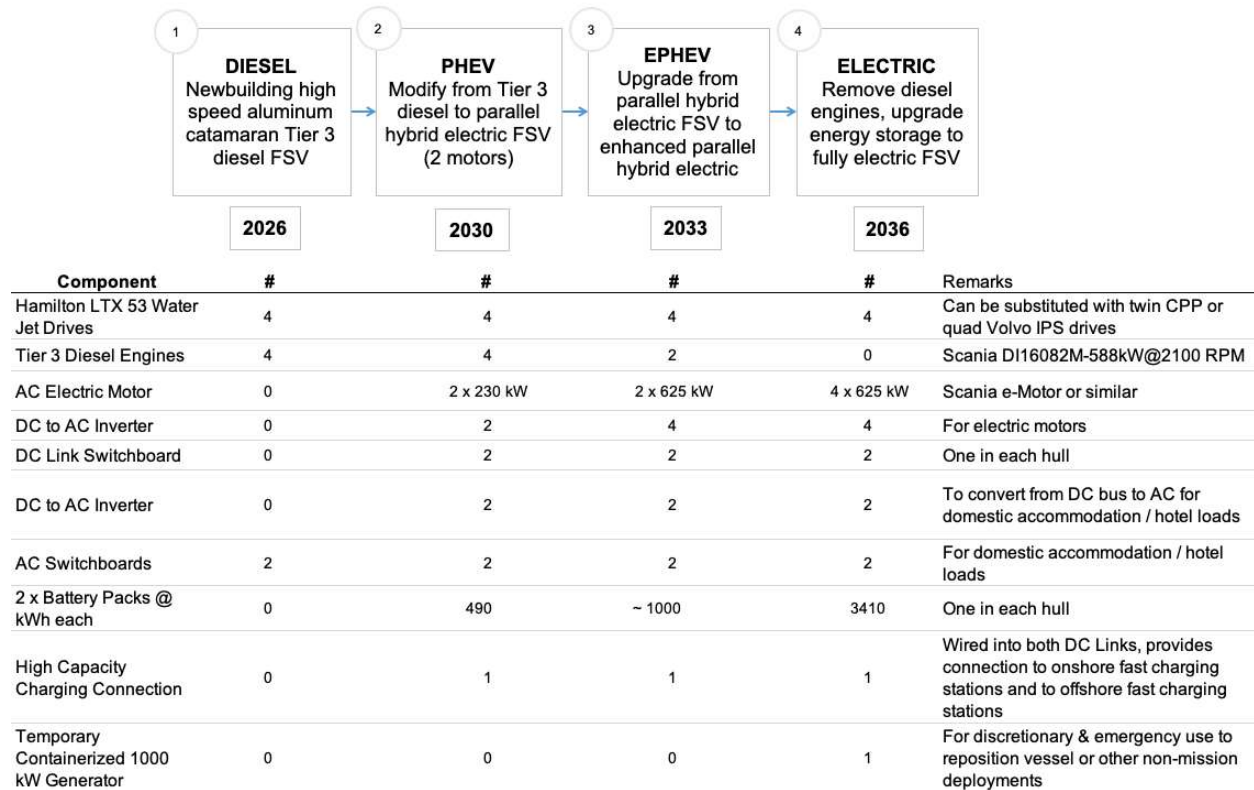 1
DIESEL
Newbuilding high
speed aluminum
catamaran Tier 3
diesel FSV
2
PHEV
Modify from Tier 3
diesel to parallel
hybrid electric FSV
(2 motors)
3
EPHEV
Upgrade from
parallel hybrid
electric FSV to
enhanced parallel
hybrid electric
4
ELECTRIC
Remove diesel
engines, upgrade
energy storage to
fully electric FSV
2026
2030
2033
2036
Component # # # # Remarks
Hamilton LTX 53 Water
Jet Drives
4 4 4 4
Can be substituted with twin CPP or
quad Volvo IPS drives
Tier 3 Diesel Engines 4 4 2 0 Scania DI16082M-588kW@2100 RPM
AC Electric Motor 0 2 x 230 kW 2 x 625 kW 4 x 625 kW Scania e-Motor or similar
DC to AC Inverter 0 2 4 4 For electric motors
DC Link Switchboard 0 2 2 2 One in each hull
DC to AC Inverter 0 2 2 2
To convert from DC bus to AC for
domestic accommodation / hotel loads
AC Switchboards 2 2 2 2
For domestic accommodation / hotel
loads
2 x Battery Packs @
kWh each
0 490 ~ 1000 3410 One in each hull
High Capacity
Charging Connection
0 1 1 1
Wired into both DC Links, provides
connection to onshore fast charging
stations and to offshore fast charging
stations
Temporary
Containerized 1000
kW Generator
0 0 0 1
For discretionary & emergency use to
reposition vessel or other non-mission
deployments